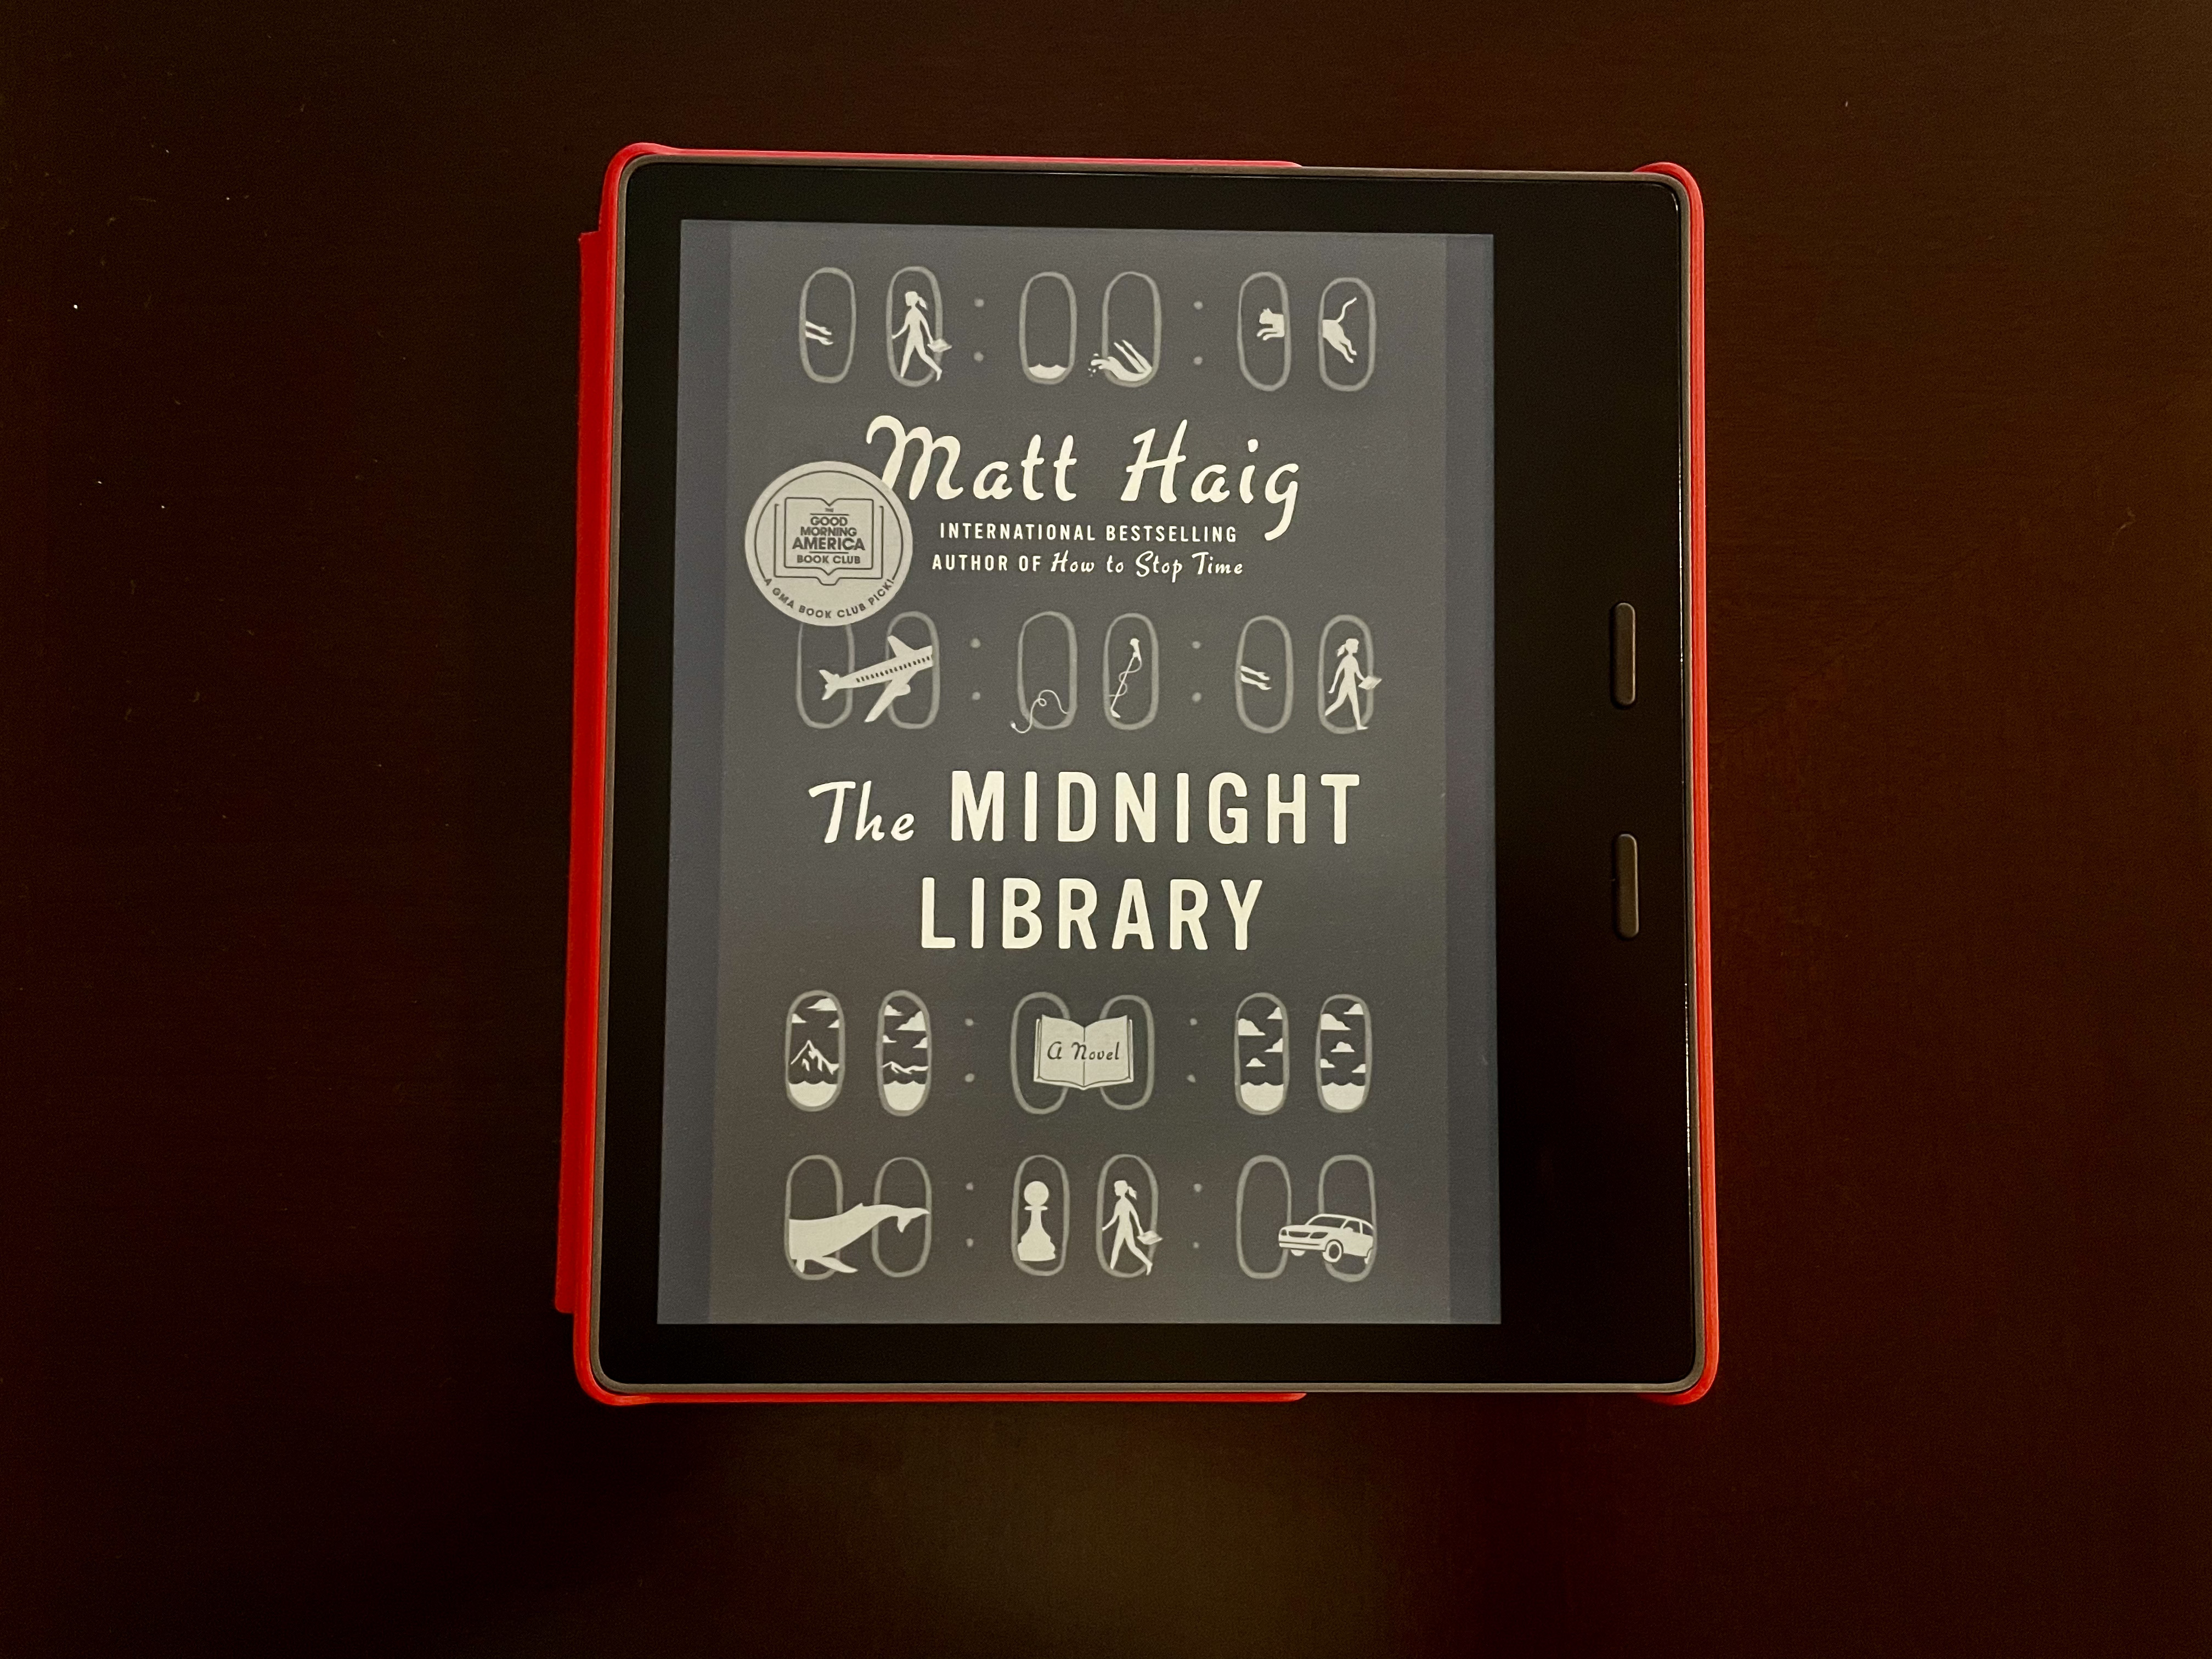 Matt Haig
INTERNATIONAL BESTSELLING
AUTHOR OF How to Stop Time
THE
GOOD
MORNING
AMERICA
BOOK CLUB
A GMA BOOK CLUB PICK!
The MIDNIGHT
LIBRARY
A Novel